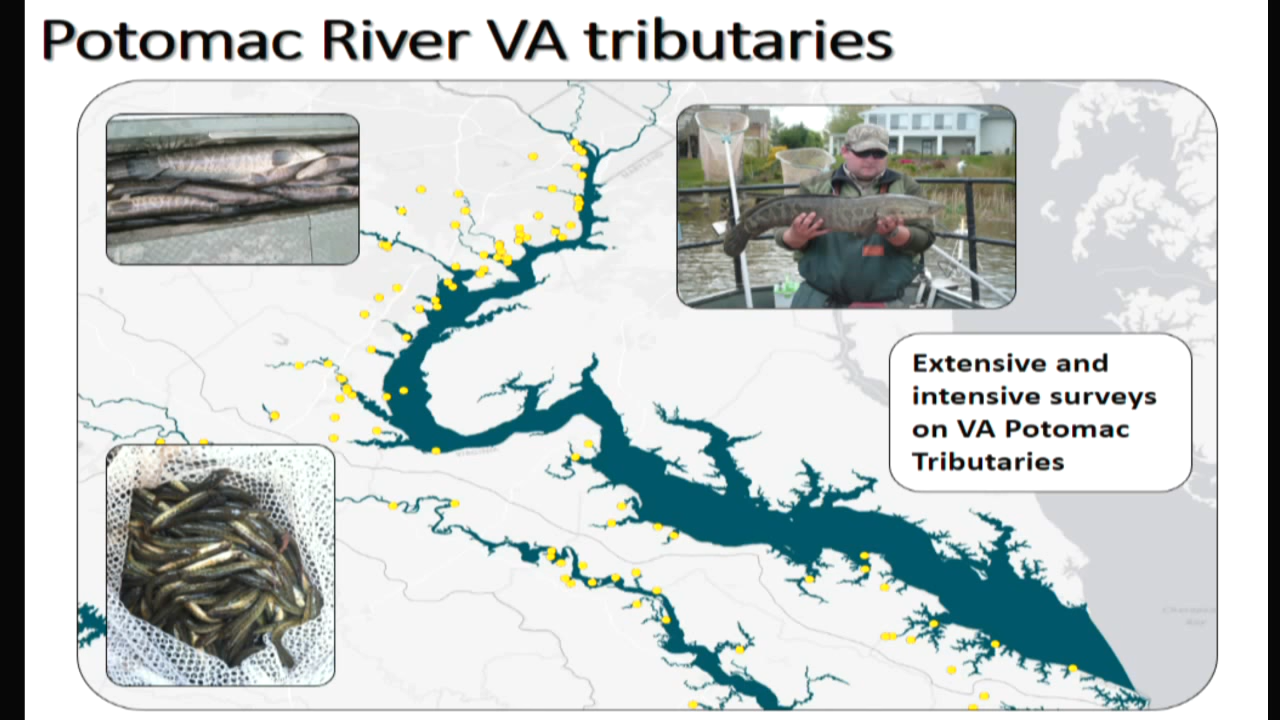 Potomac River VA tributaries
Extensive and
intensive surveys
on VA Potomac
Tributaries